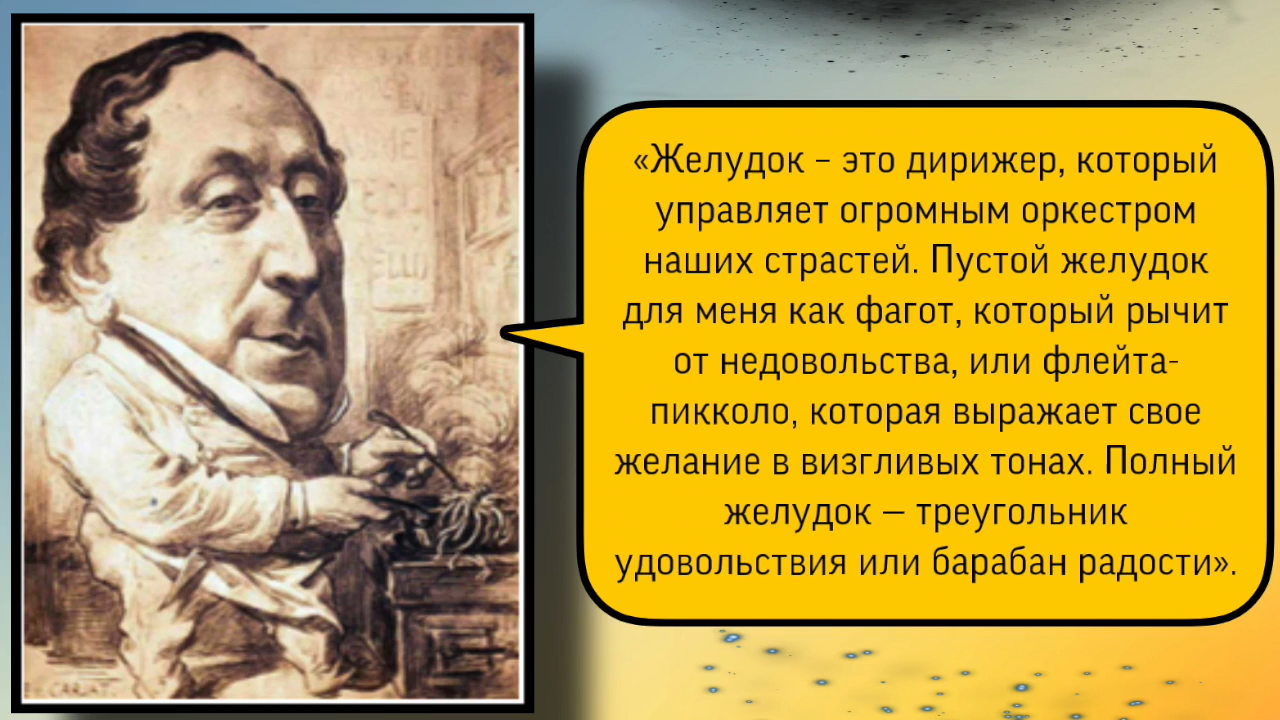 «Желудок – это дирижер, который
управляет огромным оркестром
наших страстей. Пустой желудок
для меня как фагот, который рычит
от недовольства, или флейта-
пикколо, которая выражает свое
желание в визгливых тонах. Полный
желудок — треугольник
удовольствия или барабан радости».